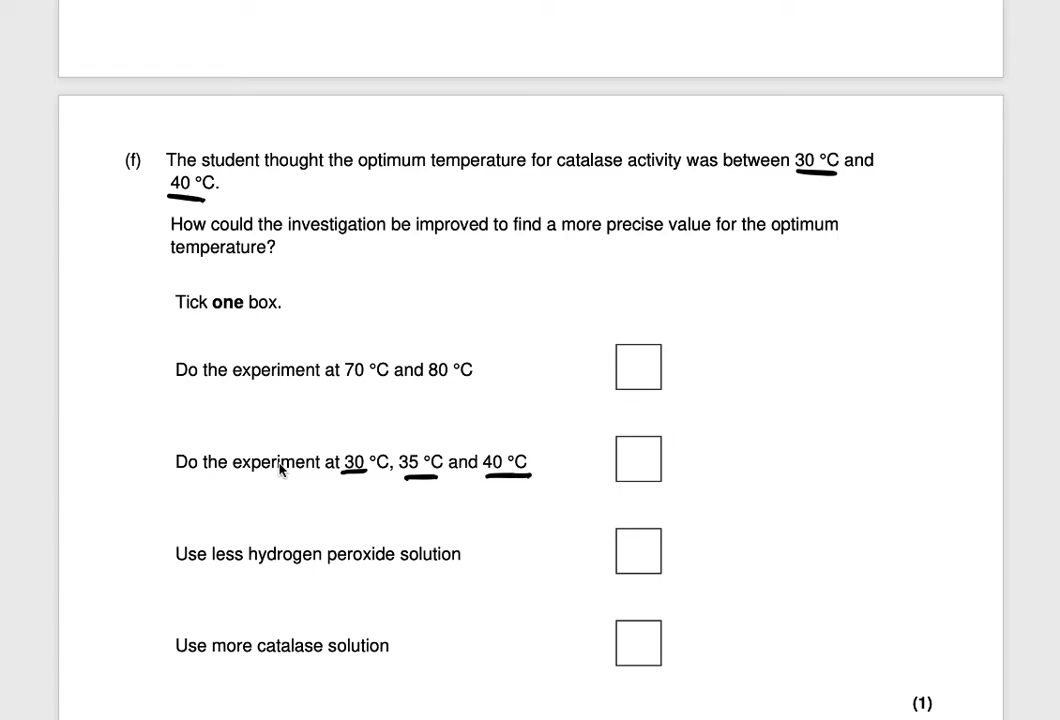 (f) The student thought the optimum temperature for catalase activity was between 30 °C and
40 °C.
How could the investigation be improved to find a more precise value for the optimum
temperature?
Tick one box.
Do the experiment at 70 °C and 80 °C
Do the experiment at 30 °C, 35 °C and 40 °C
Use less hydrogen peroxide solution
Use more catalase solution
(1)